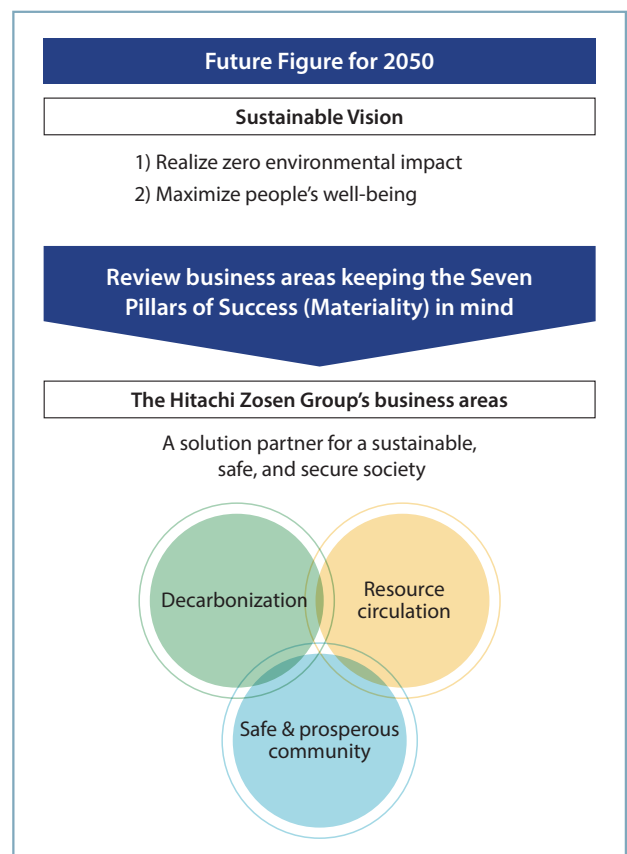 Future Figure for 2050
Sustainable Vision
1) Realize zero environmental impact
2) Maximize people's well-being
Review business areas keeping the Seven
Pillars of Success (Materiality) in mind
The Hitachi Zosen Group's business areas
A solution partner for a sustainable,
safe, and secure society
Decarbonization
Resource
circulation
Safe & prosperous
community